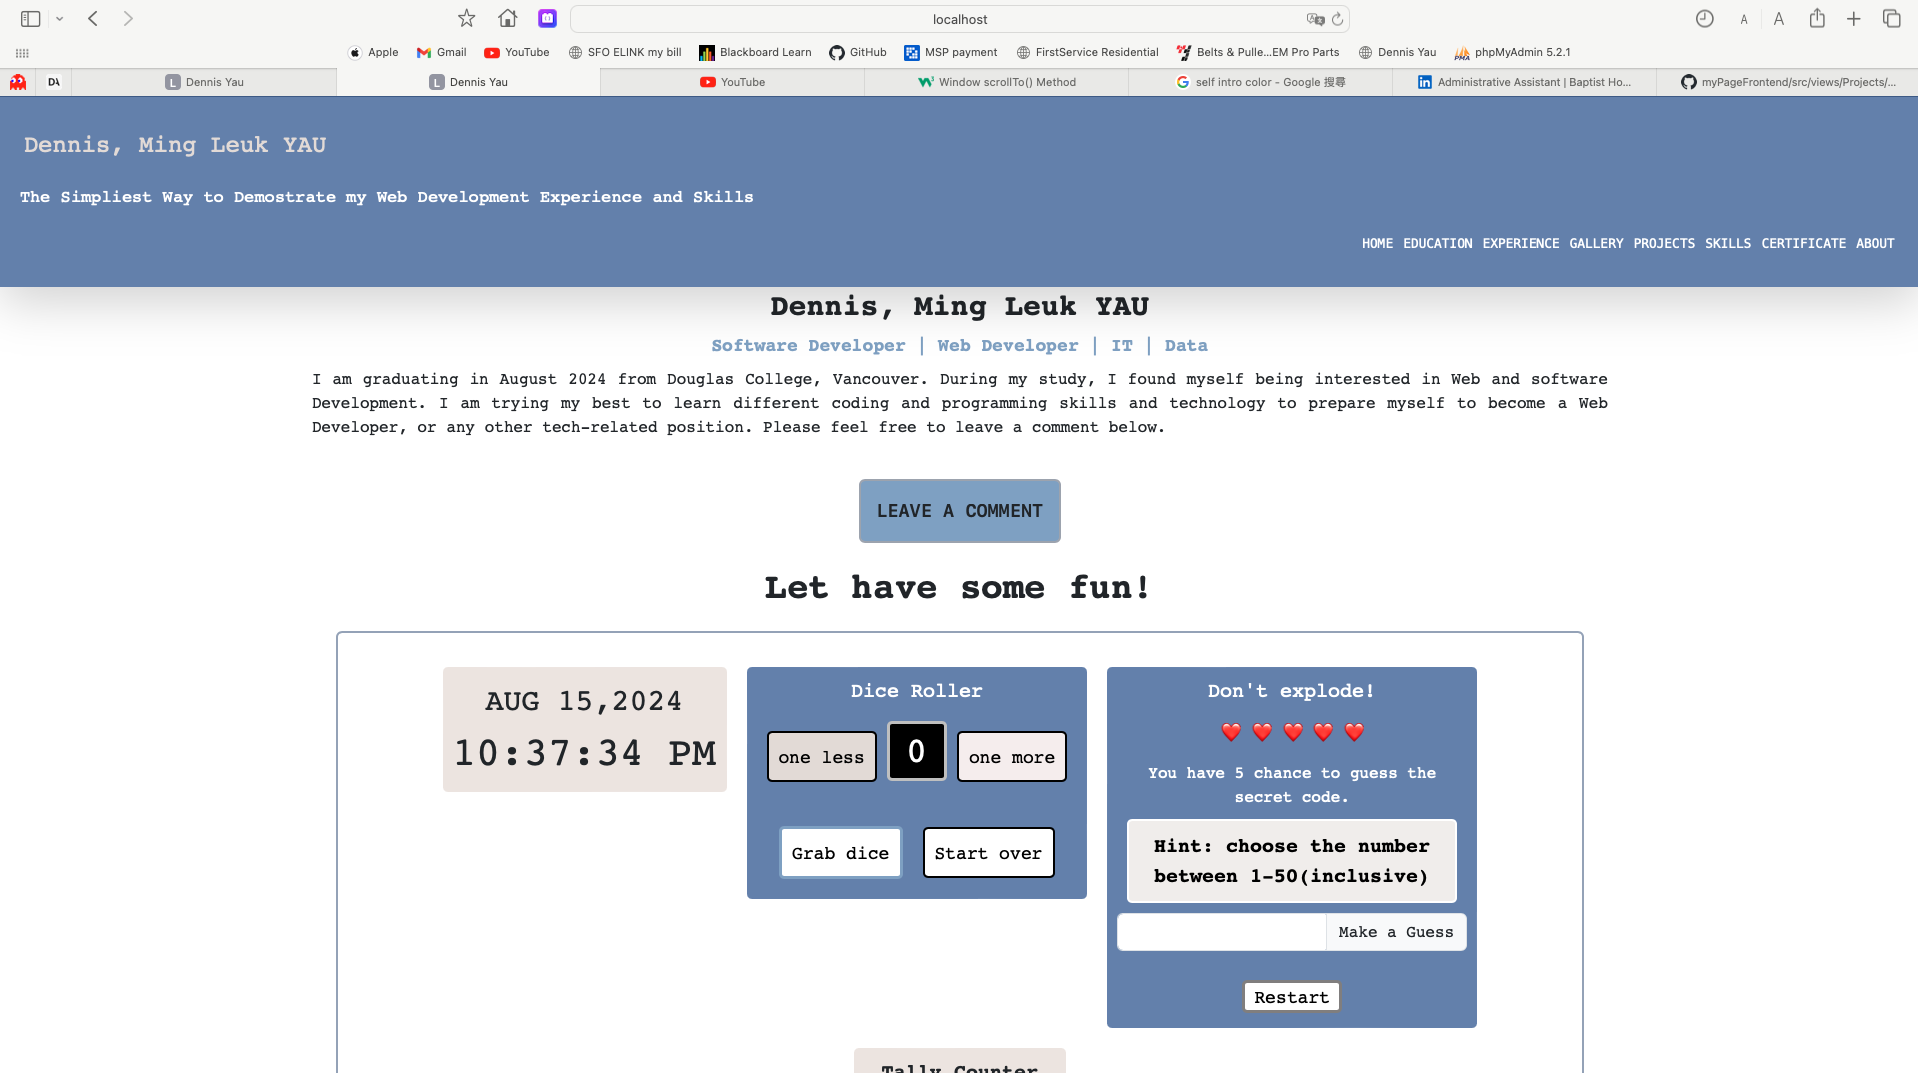 localhost
A A
Apple Gmail YouTube SFO ELINK my bill Blackboard Learn GitHub MSP payment FirstService Residential Belts & Pulle...EM Pro Parts Dennis Yau phpMyAdmin 5.2.1
L Dennis Yau L Dennis Yau YouTube Window scrollTo() Method self intro color - Google 搜尋 Administrative Assistant | Baptist Ho... myPageFrontend/src/views/Projects/...
Dennis, Ming Leuk YAU
The Simpliest Way to Demostrate my Web Development Experience and Skills
HOME EDUCATION EXPERIENCE GALLERY PROJECTS SKILLS CERTIFICATE ABOUT
Dennis, Ming Leuk YAU
Software Developer | Web Developer | IT | Data
I am graduating in August 2024 from Douglas College, Vancouver. During my study, I found myself being interested in Web and software
Development. I am trying my best to learn different coding and programming skills and technology to prepare myself to become a Web
Developer, or any other tech-related position. Please feel free to leave a comment below.
LEAVE A COMMENT
Let have some fun!
AUG 15,2024
10:37:34 PM
Dice Roller
one less 0 one more
Grab dice Start over
Don't explode!
You have 5 chance to guess the
secret code.
Hint: choose the number
between 1-50(inclusive)
Make a Guess
Restart
Tally Counter